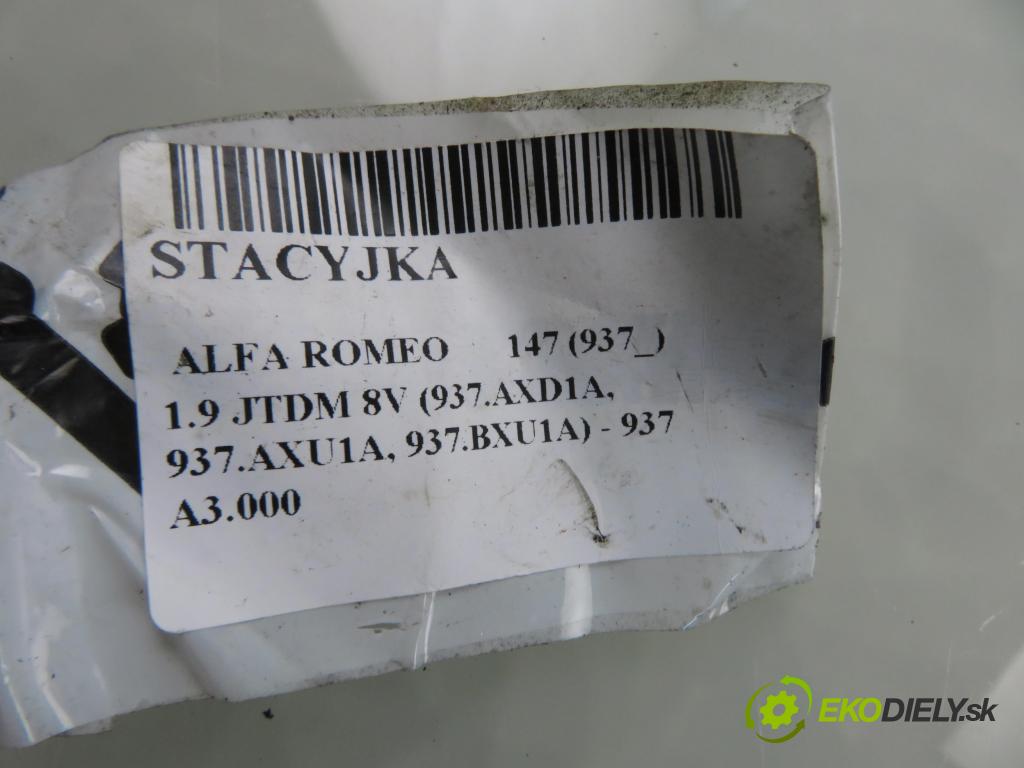 STACYJKA
ALFA ROMEO 147 (937_)
1.9 JTDM 8V (937.AXD1A,
937.AXU1A, 937.BXU1A) - 937
A3.000
EKODIELY.sk